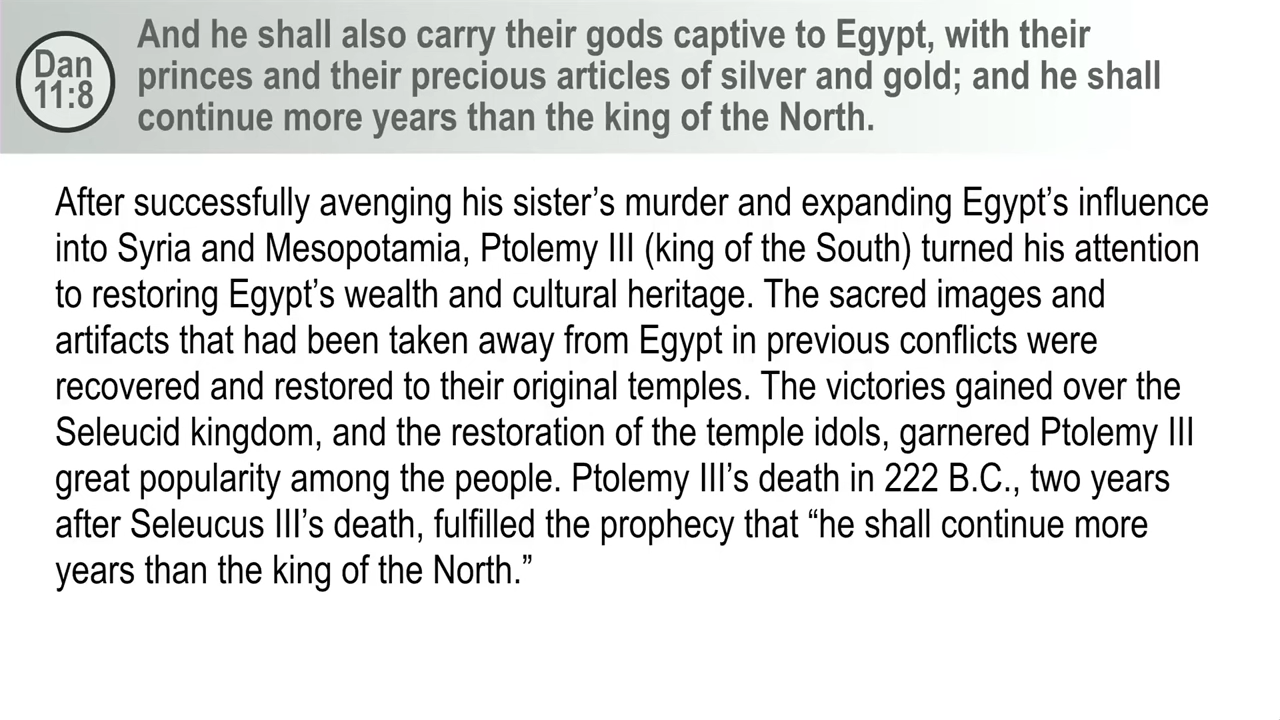 Dan
11:8
And he shall also carry their gods captive to Egypt, with their
princes and their precious articles of silver and gold; and he shall
continue more years than the king of the North.
After successfully avenging his sister’s murder and expanding Egypt’s influence
into Syria and Mesopotamia, Ptolemy III (king of the South) turned his attention
to restoring Egypt’s wealth and cultural heritage. The sacred images and
artifacts that had been taken away from Egypt in previous conflicts were
recovered and restored to their original temples. The victories gained over the
Seleucid kingdom, and the restoration of the temple idols, garnered Ptolemy III
great popularity among the people. Ptolemy III’s death in 222 B.C., two years
after Seleucus III’s death, fulfilled the prophecy that “he shall continue more
years than the king of the North.”